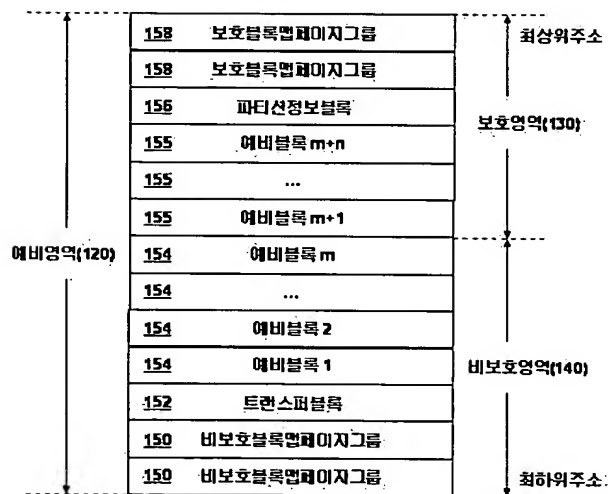 158 보호블록맵페이지그룹
최상위주소
158 보호블록맵페이지그룹
156 파티션정보블록
보호영역(130)
155 예비블록 m+n
155 ...
155 예비블록 m+1
예비영역(120)
154 예비블록 m
154 ...
154 예비블록 2
154 예비블록 1
비보호영역(140)
152 트랜스퍼블록
150 비보호블록맵페이지그룹
150 비보호블록맵페이지그룹
최하위주소